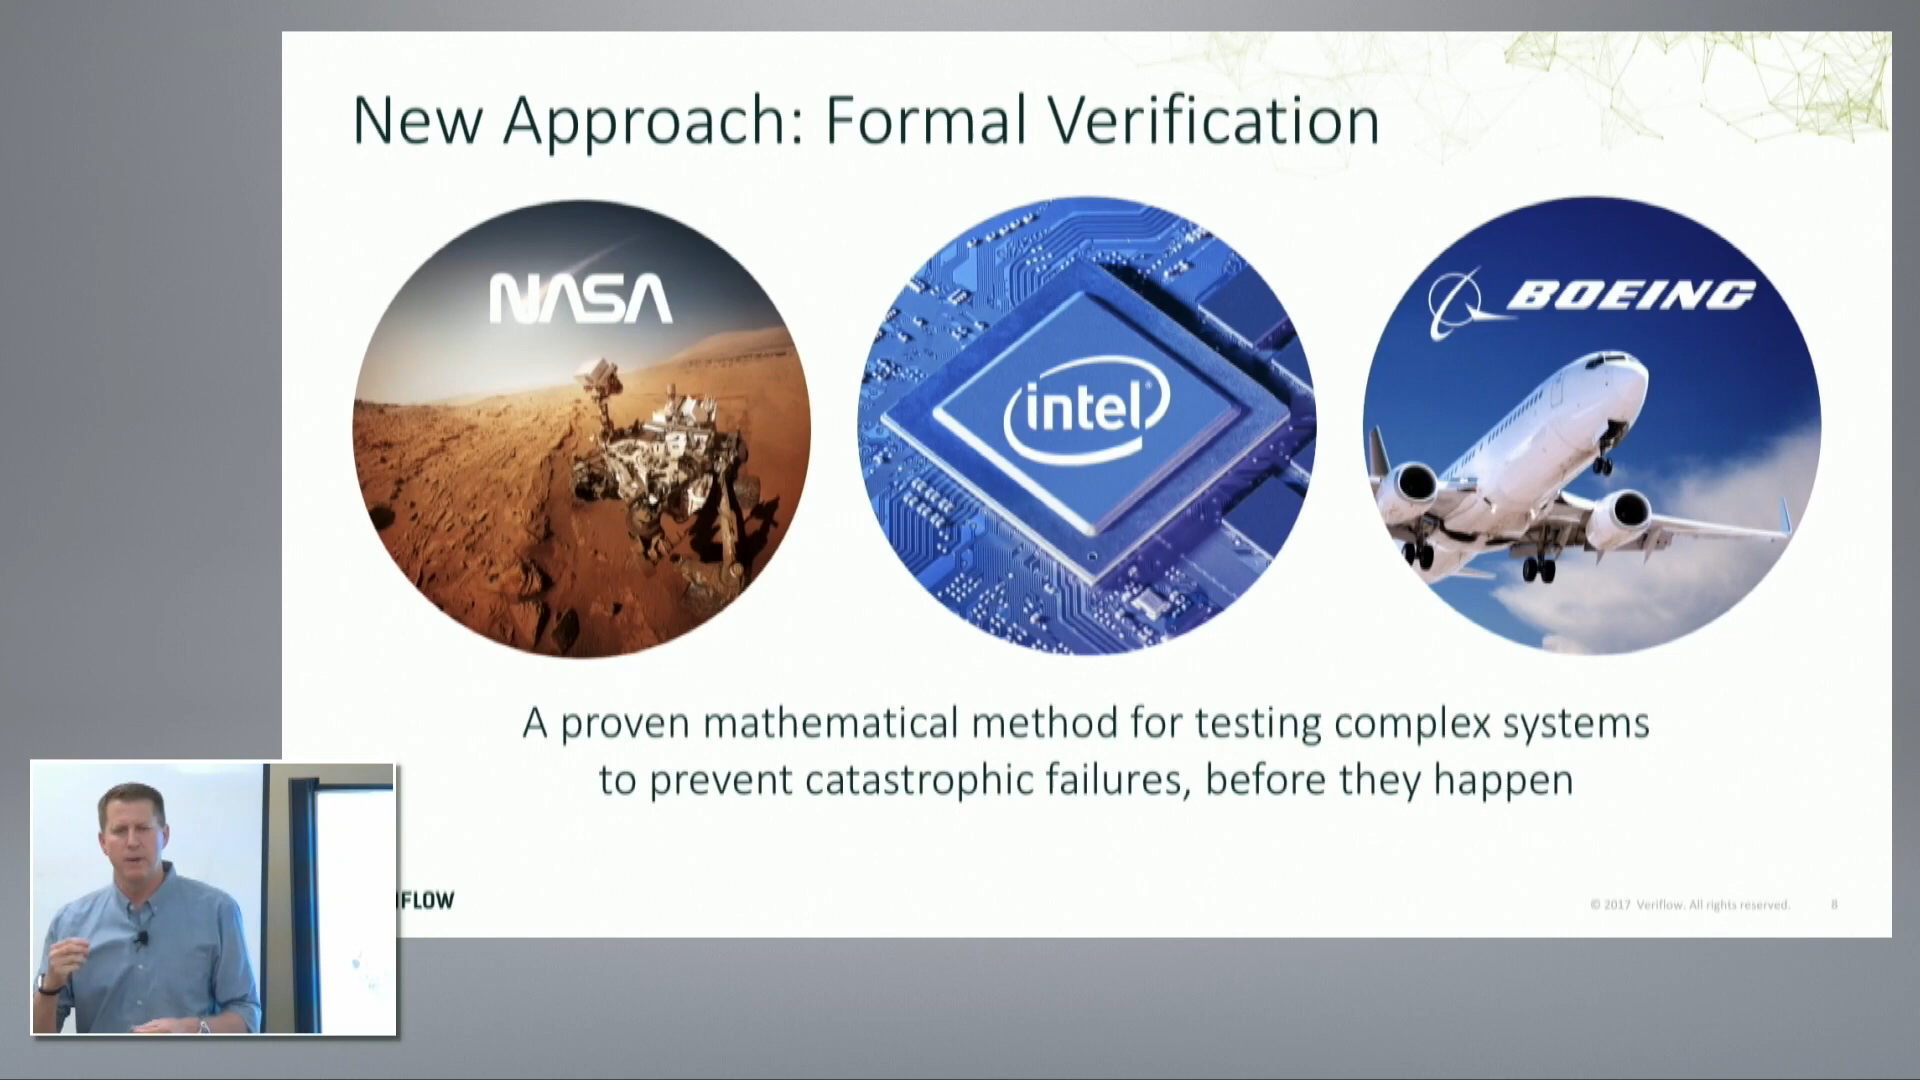 New Approach: Formal Verification
NASA
intel
BOEING
A proven mathematical method for testing complex systems
to prevent catastrophic failures, before they happen
IFLOW
© 2017 Veriflow. All rights reserved.
8